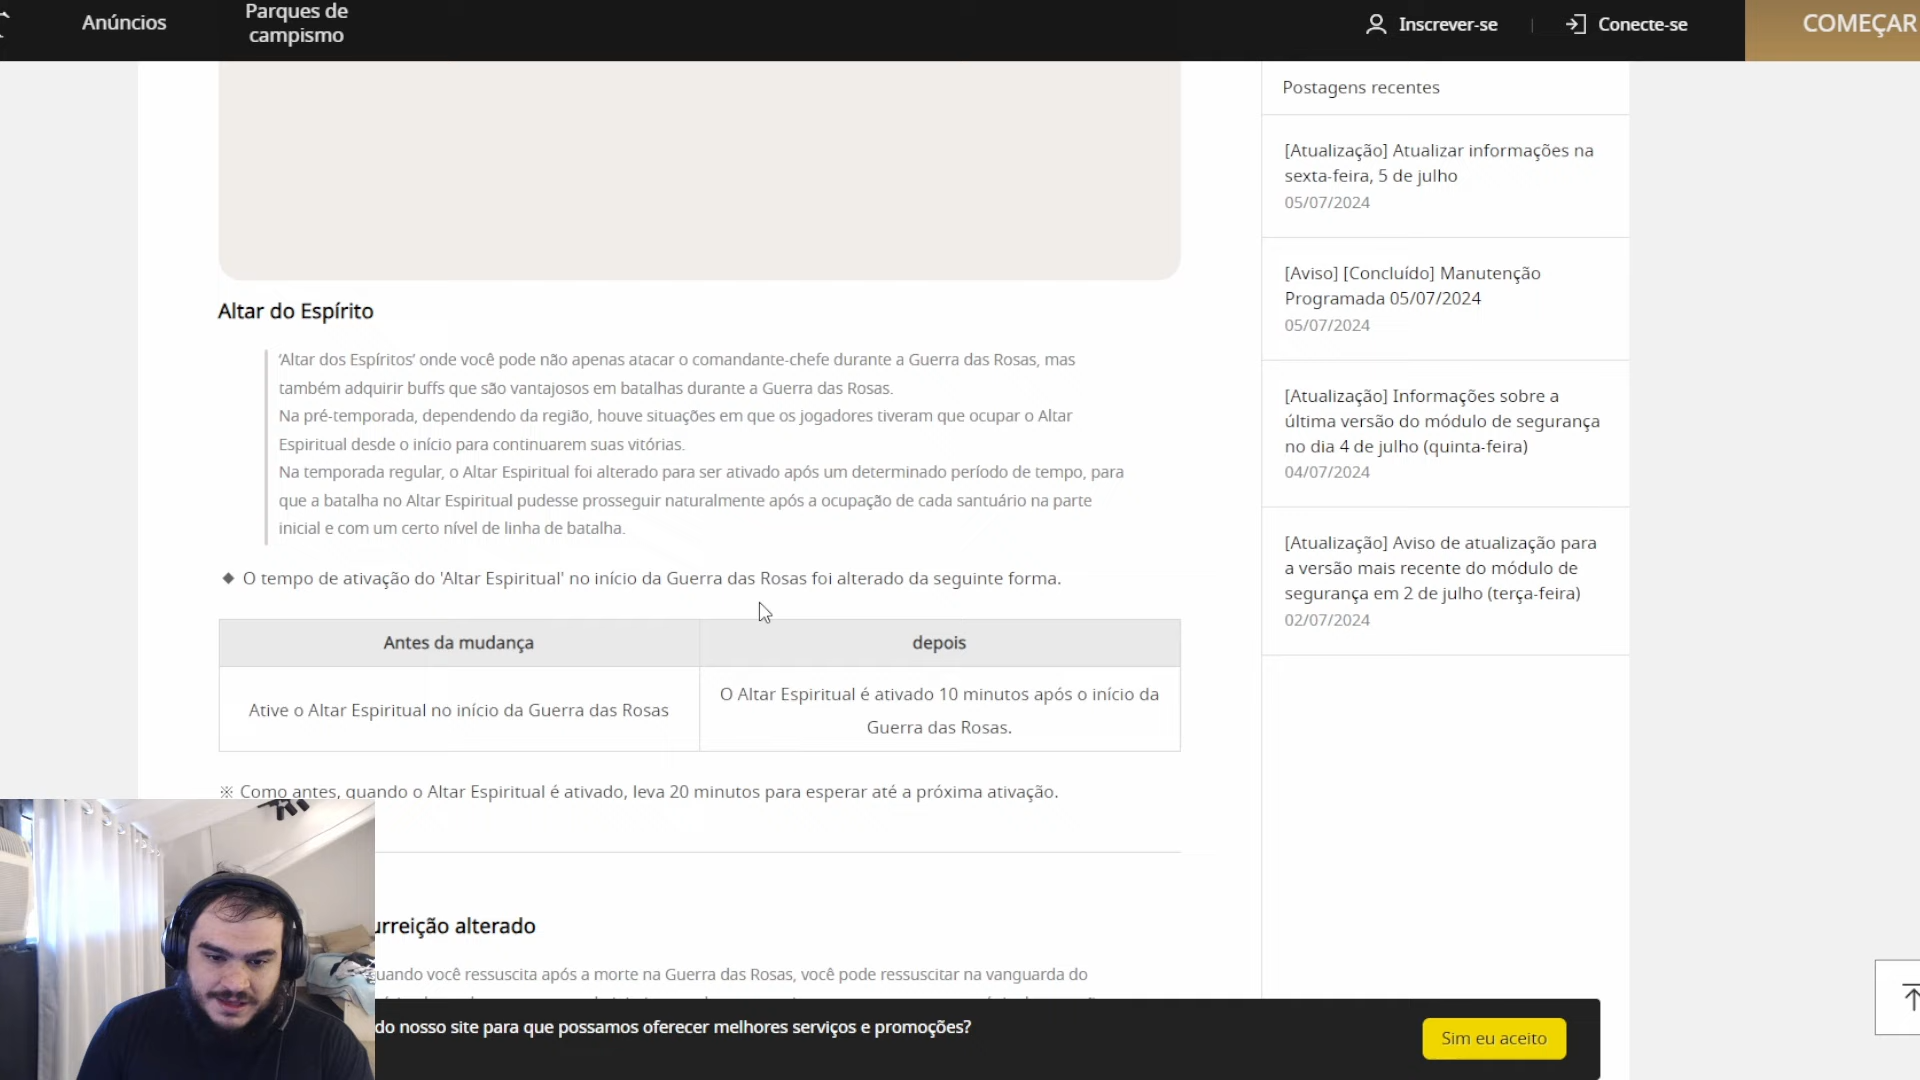 Anúncios
Parques de
campismo
Inscrever-se
Conecte-se
COMEÇAR
Postagens recentes
[Atualização] Atualizar informações na
sexta-feira, 5 de julho
05/07/2024
[Aviso] [Concluído] Manutenção
Programada 05/07/2024
05/07/2024
[Atualização] Informações sobre a
última versão do módulo de segurança
no dia 4 de julho (quinta-feira)
04/07/2024
[Atualização] Aviso de atualização para
a versão mais recente do módulo de
segurança em 2 de julho (terça-feira)
02/07/2024
Altar do Espírito
'Altar dos Espíritos' onde você pode não apenas atacar o comandante-chefe durante a Guerra das Rosas, mas
também adquirir buffs que são vantajosos em batalhas durante a Guerra das Rosas.
Na pré-temporada, dependendo da região, houve situações em que os jogadores tiveram que ocupar o Altar
Espiritual desde o início para continuarem suas vitórias.
Na temporada regular, o Altar Espiritual foi alterado para ser ativado após um determinado período de tempo, para
que a batalha no Altar Espiritual pudesse prosseguir naturalmente após a ocupação de cada santuário na parte
inicial e com um certo nível de linha de batalha.
◆ O tempo de ativação do 'Altar Espiritual' no início da Guerra das Rosas foi alterado da seguinte forma.
Antes da mudança
depois
Ative o Altar Espiritual no início da Guerra das Rosas
O Altar Espiritual é ativado 10 minutos após o início da
Guerra das Rosas.
※ Como antes, quando o Altar Espiritual é ativado, leva 20 minutos para esperar até a próxima ativação.
urreição alterado
uando você ressuscita após a morte na Guerra das Rosas, você pode ressuscitar na vanguarda do
do nosso site para que possamos oferecer melhores serviços e promoções?
Sim eu aceito